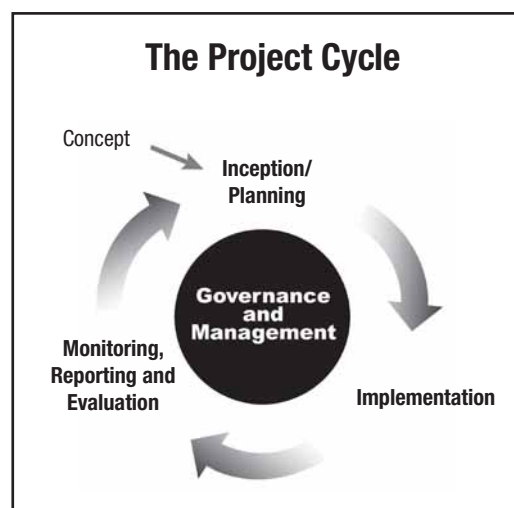 The Project Cycle
Concept
Inception/
Planning
Governance
and
Management
Monitoring,
Reporting and
Evaluation
Implementation